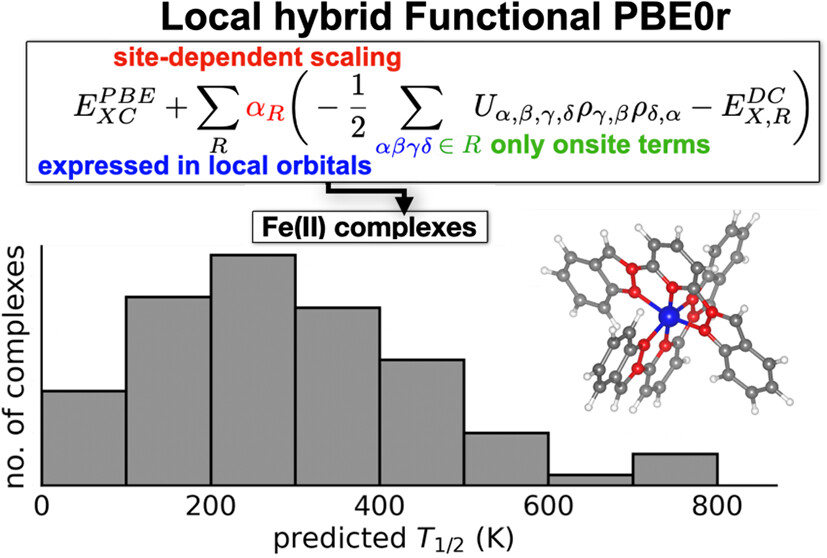 Local hybrid Functional PBE0r
site-dependent scaling
E_{XC}^{PBE} + \sum_R \alpha_R \left( - \frac{1}{2} \sum_{\alpha\beta\gamma\delta \in R} U_{\alpha,\beta,\gamma,\delta} \rho_{\gamma,\beta} \rho_{\delta,\alpha} - E_{X,R}^{DC} \right)
only onsite terms
expressed in local orbitals
Fe(II) complexes
no. of complexes
0 200 400 600 800
predicted T_{1/2} (K)